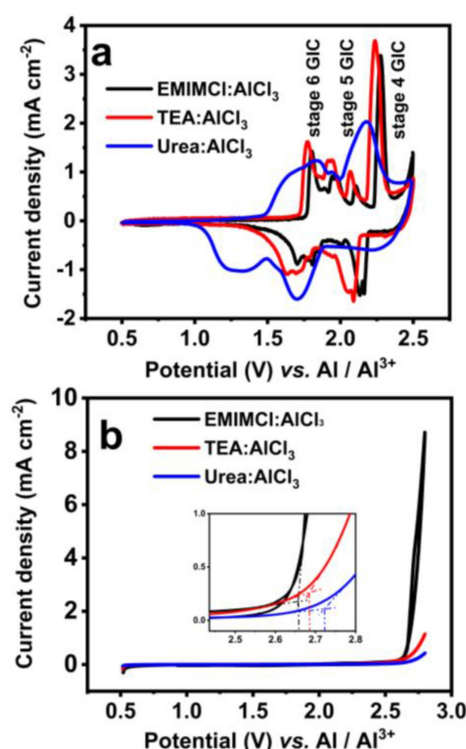 a
4
3
2
1
0
-1
-2
Current density (mA cm⁻²)
EMIMCl:AlCl₃
TEA:AlCl₃
Urea:AlCl₃
stage 6 GIC
stage 5 GIC
stage 4 GIC
0.5 1.0 1.5 2.0 2.5
Potential (V) vs. Al / Al³⁺
b
10
8
6
4
2
0
Current density (mA cm⁻²)
EMIMCl:AlCl₃
TEA:AlCl₃
Urea:AlCl₃
1.0
0.5
0.0
2.5 2.6 2.7 2.8
0.5 1.0 1.5 2.0 2.5 3.0
Potential (V) vs. Al / Al³⁺